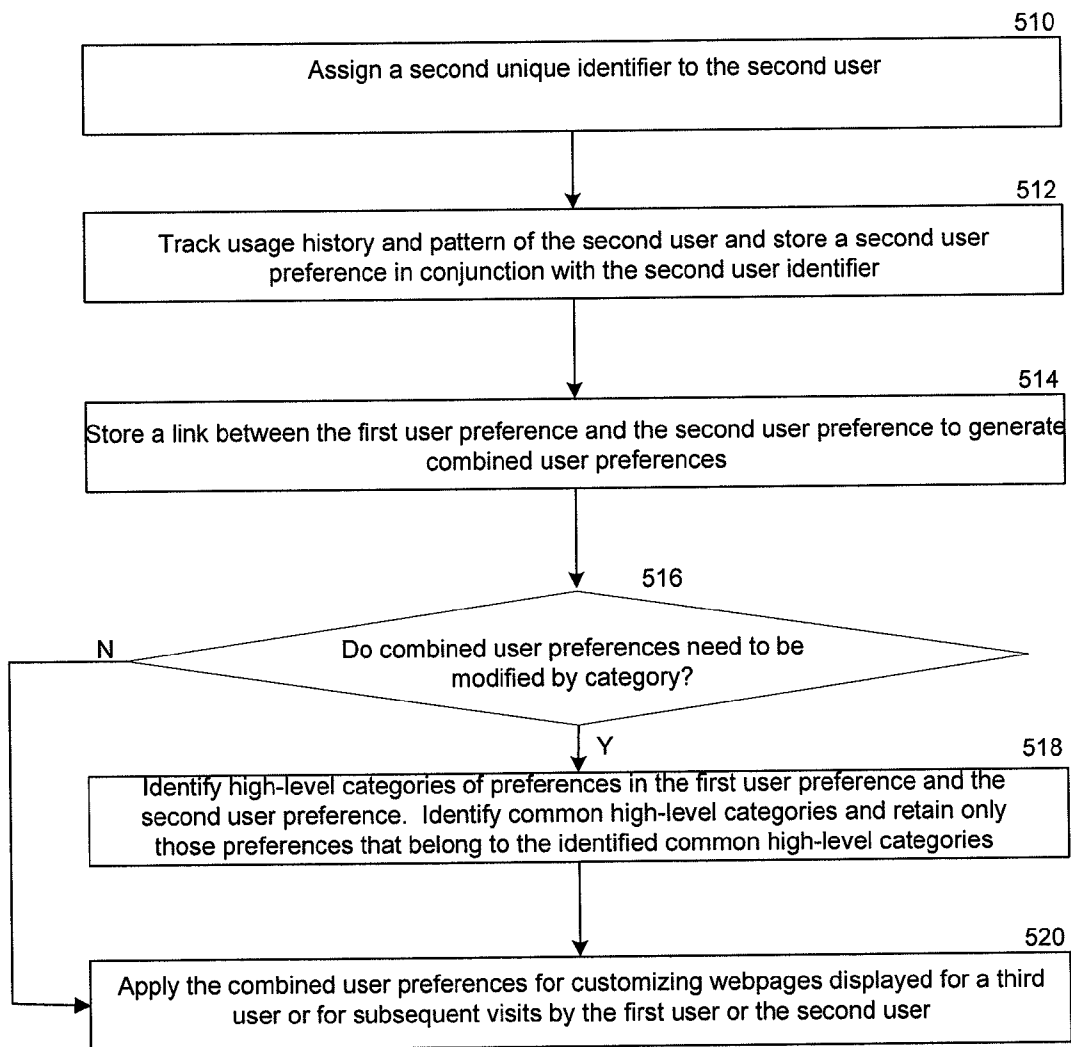 510
Assign a second unique identifier to the second user
512
Track usage history and pattern of the second user and store a second user
preference in conjunction with the second user identifier
514
Store a link between the first user preference and the second user preference to generate
combined user preferences
516
N
Do combined user preferences need to be
modified by category?
Y
518
Identify high-level categories of preferences in the first user preference and the
second user preference. Identify common high-level categories and retain only
those preferences that belong to the identified common high-level categories
520
Apply the combined user preferences for customizing webpages displayed for a third
user or for subsequent visits by the first user or the second user